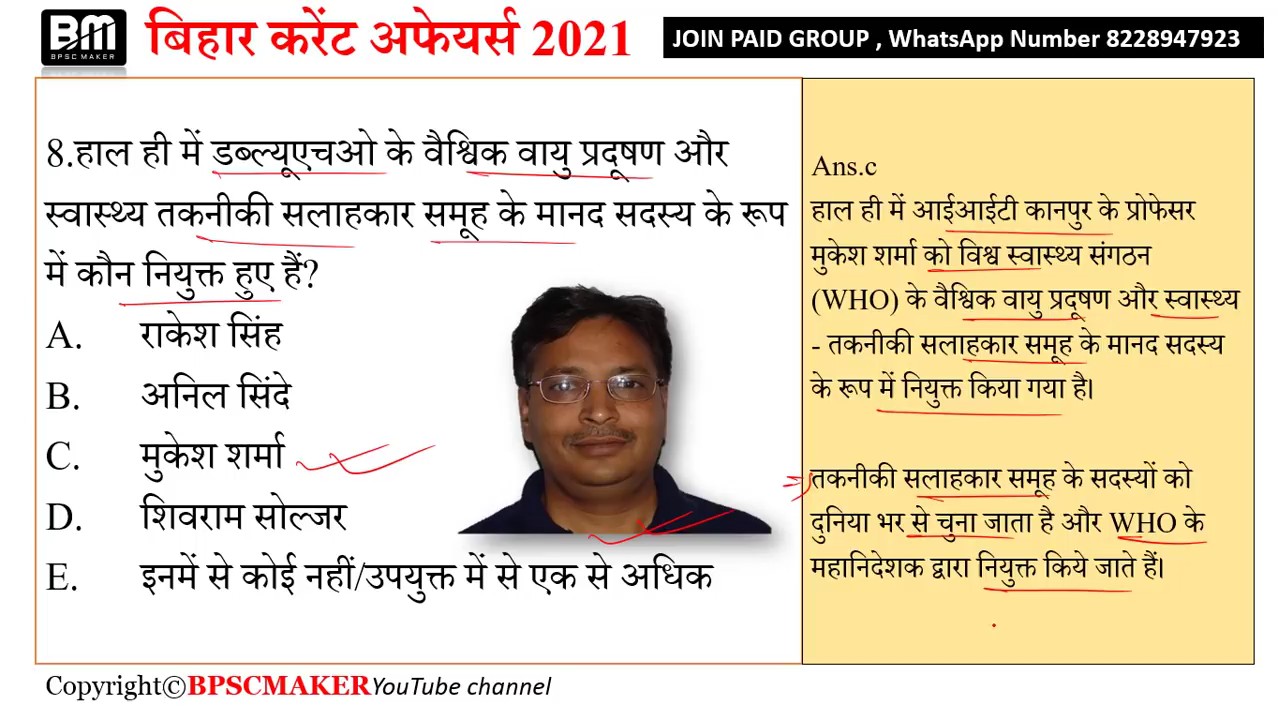 BM
BPSC MAKER
बिहार करेंट अफेयर्स 2021
JOIN PAID GROUP , WhatsApp Number 8228947923
8.हाल ही में डब्ल्यूएचओ के वैश्विक वायु प्रदूषण और
स्वास्थ्य तकनीकी सलाहकार समूह के मानद सदस्य के रूप
में कौन नियुक्त हुए हैं?
A. राकेश सिंह
B. अनिल सिंदे
C. मुकेश शर्मा
D. शिवराम सोल्जर
E. इनमें से कोई नहीं/उपयुक्त में से एक से अधिक
Ans.c
हाल ही में आईआईटी कानपुर के प्रोफेसर
मुकेश शर्मा को विश्व स्वास्थ्य संगठन
(WHO) के वैश्विक वायु प्रदूषण और स्वास्थ्य
- तकनीकी सलाहकार समूह के मानद सदस्य
के रूप में नियुक्त किया गया है।
तकनीकी सलाहकार समूह के सदस्यों को
दुनिया भर से चुना जाता है और WHO के
महानिदेशक द्वारा नियुक्त किये जाते हैं।
Copyright©BPSCMAKERYouTube channel